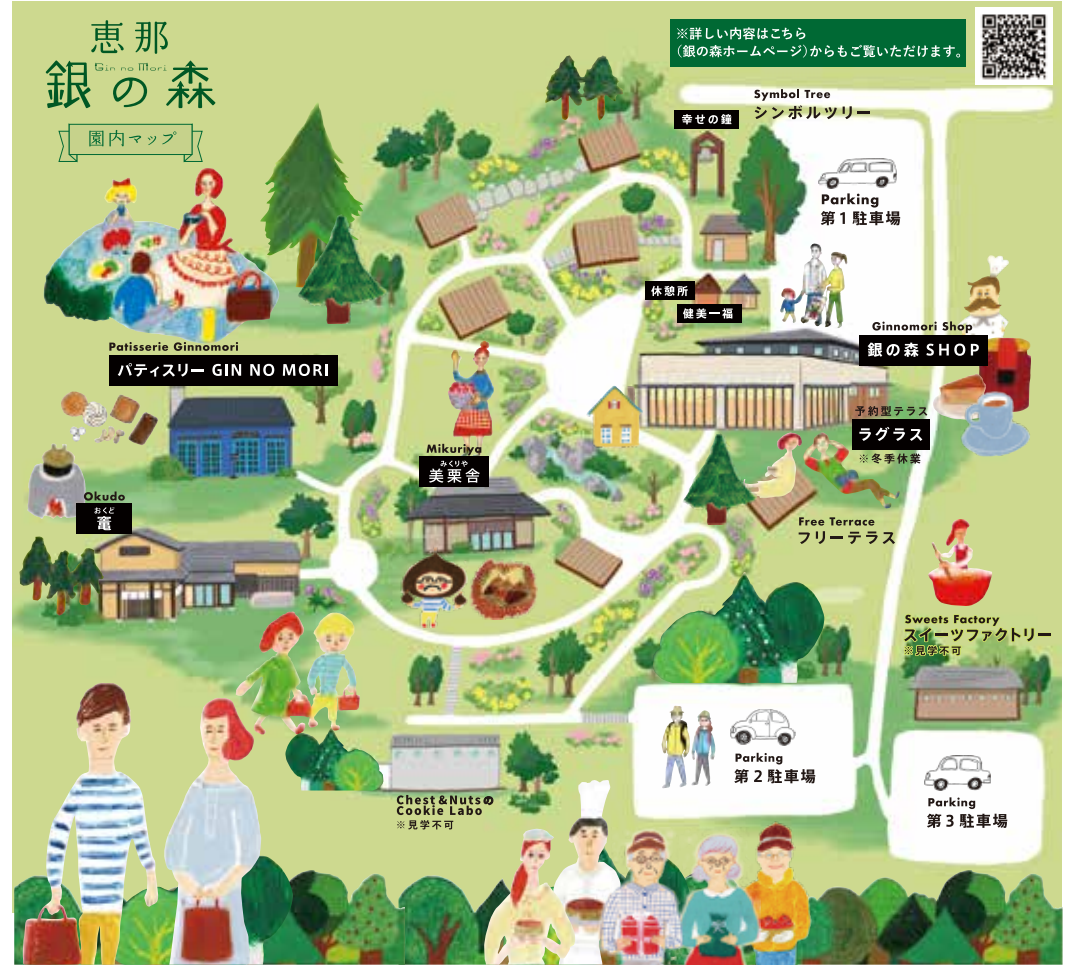 恵那
Gin no Mori
銀の森
園内マップ
※詳しい内容はこちら
(銀の森ホームページ)からもご覧いただけます。
Symbol Tree
シンボルツリー
幸せの鐘
Parking
第1駐車場
休憩所
健美一福
Ginnomori Shop
銀の森 SHOP
Patisserie Ginnomori
パティスリー GIN NO MORI
予約型テラス
ラグラス
※冬季休業
Mikuriya
みくりや
美栗舎
Okudo
おくど
竈
Free Terrace
フリーテラス
Sweets Factory
スイーツファクトリー
※見学不可
Parking
第2駐車場
Chest&Nutsの
Cookie Labo
※見学不可
Parking
第3駐車場